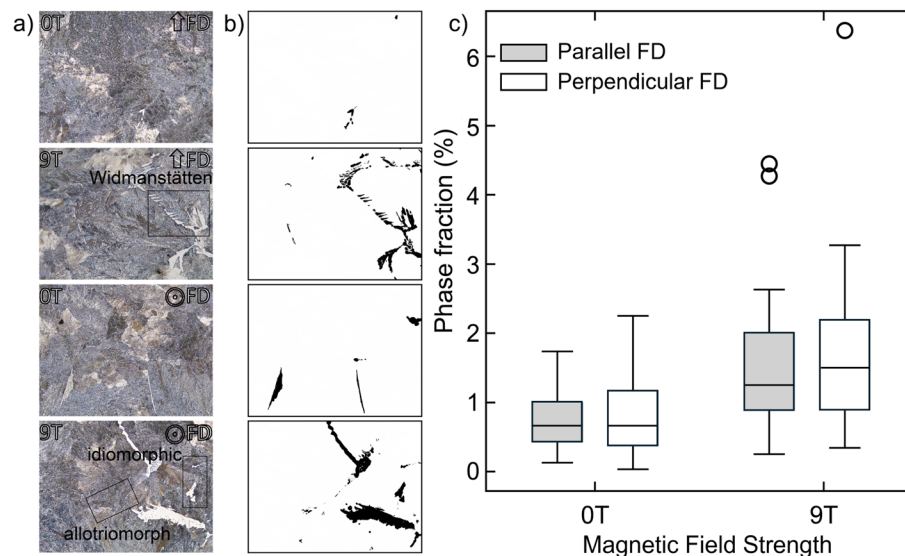 a)
0T
⇧FD
9T
⇧FD
Widmanstätten
0T
⊙FD
9T
⊙FD
idiomorphic
allotriomorph
b)
c)
Phase fraction (%)
6
5
4
3
2
1
0
Parallel FD
Perpendicular FD
0T
9T
Magnetic Field Strength